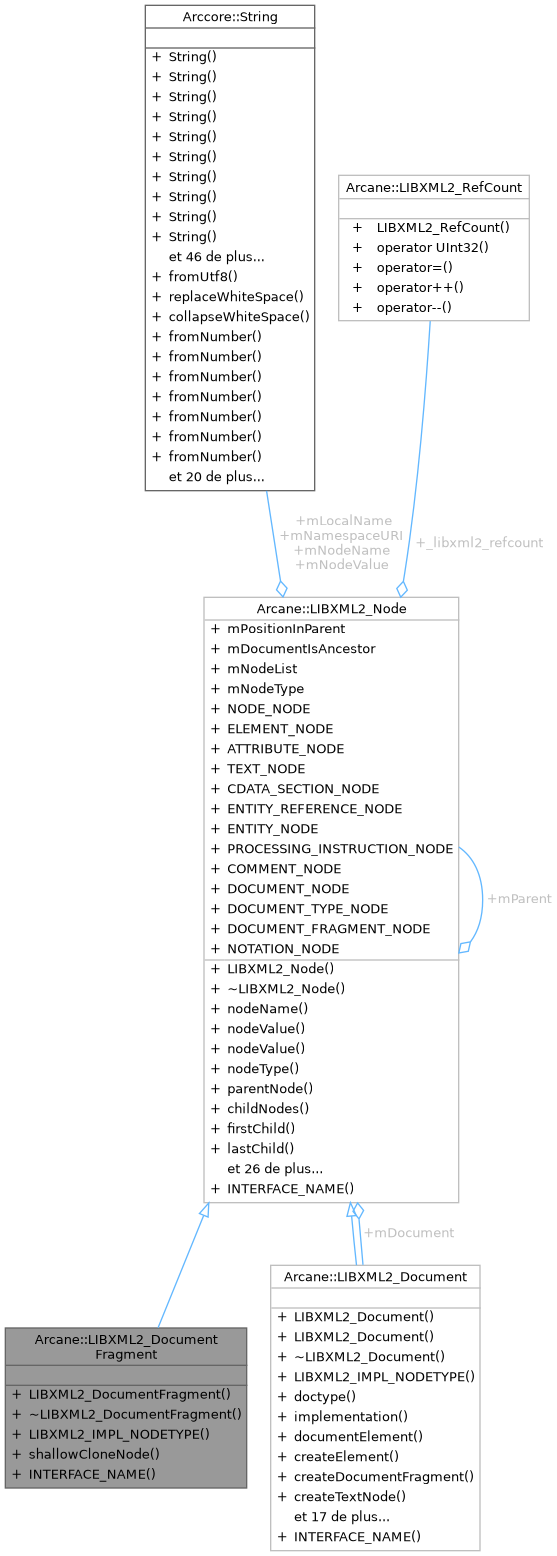 Arccore::String
+ String()
+ String()
+ String()
+ String()
+ String()
+ String()
+ String()
+ String()
+ String()
+ String()
et 46 de plus...
+ fromUtf8()
+ replaceWhiteSpace()
+ collapseWhiteSpace()
+ fromNumber()
+ fromNumber()
+ fromNumber()
+ fromNumber()
+ fromNumber()
+ fromNumber()
+ fromNumber()
et 20 de plus...
Arcane::LIBXML2_RefCount
+ LIBXML2_RefCount()
+ operator UInt32()
+ operator=()
+ operator++()
+ operator--()
+mLocalName
+mNamespaceURI
+mNodeName
+mNodeValue
+_libxml2_refcount
Arcane::LIBXML2_Node
+ mPositionInParent
+ mDocumentIsAncestor
+ mNodeList
+ mNodeType
+ NODE_NODE
+ ELEMENT_NODE
+ ATTRIBUTE_NODE
+ TEXT_NODE
+ CDATA_SECTION_NODE
+ ENTITY_REFERENCE_NODE
+ ENTITY_NODE
+ PROCESSING_INSTRUCTION_NODE
+ COMMENT_NODE
+ DOCUMENT_NODE
+ DOCUMENT_TYPE_NODE
+ DOCUMENT_FRAGMENT_NODE
+ NOTATION_NODE
+ LIBXML2_Node()
+ ~LIBXML2_Node()
+ nodeName()
+ nodeValue()
+ nodeValue()
+ nodeType()
+ parentNode()
+ childNodes()
+ firstChild()
+ lastChild()
et 26 de plus...
+ INTERFACE_NAME()
+mParent
+mDocument
Arcane::LIBXML2_Document
Fragment
+ LIBXML2_DocumentFragment()
+ ~LIBXML2_DocumentFragment()
+ LIBXML2_IMPL_NODETYPE()
+ shallowCloneNode()
+ INTERFACE_NAME()
Arcane::LIBXML2_Document
+ LIBXML2_Document()
+ LIBXML2_Document()
+ ~LIBXML2_Document()
+ LIBXML2_IMPL_NODETYPE()
+ doctype()
+ implementation()
+ documentElement()
+ createElement()
+ createDocumentFragment()
+ createTextNode()
et 17 de plus...
+ INTERFACE_NAME()